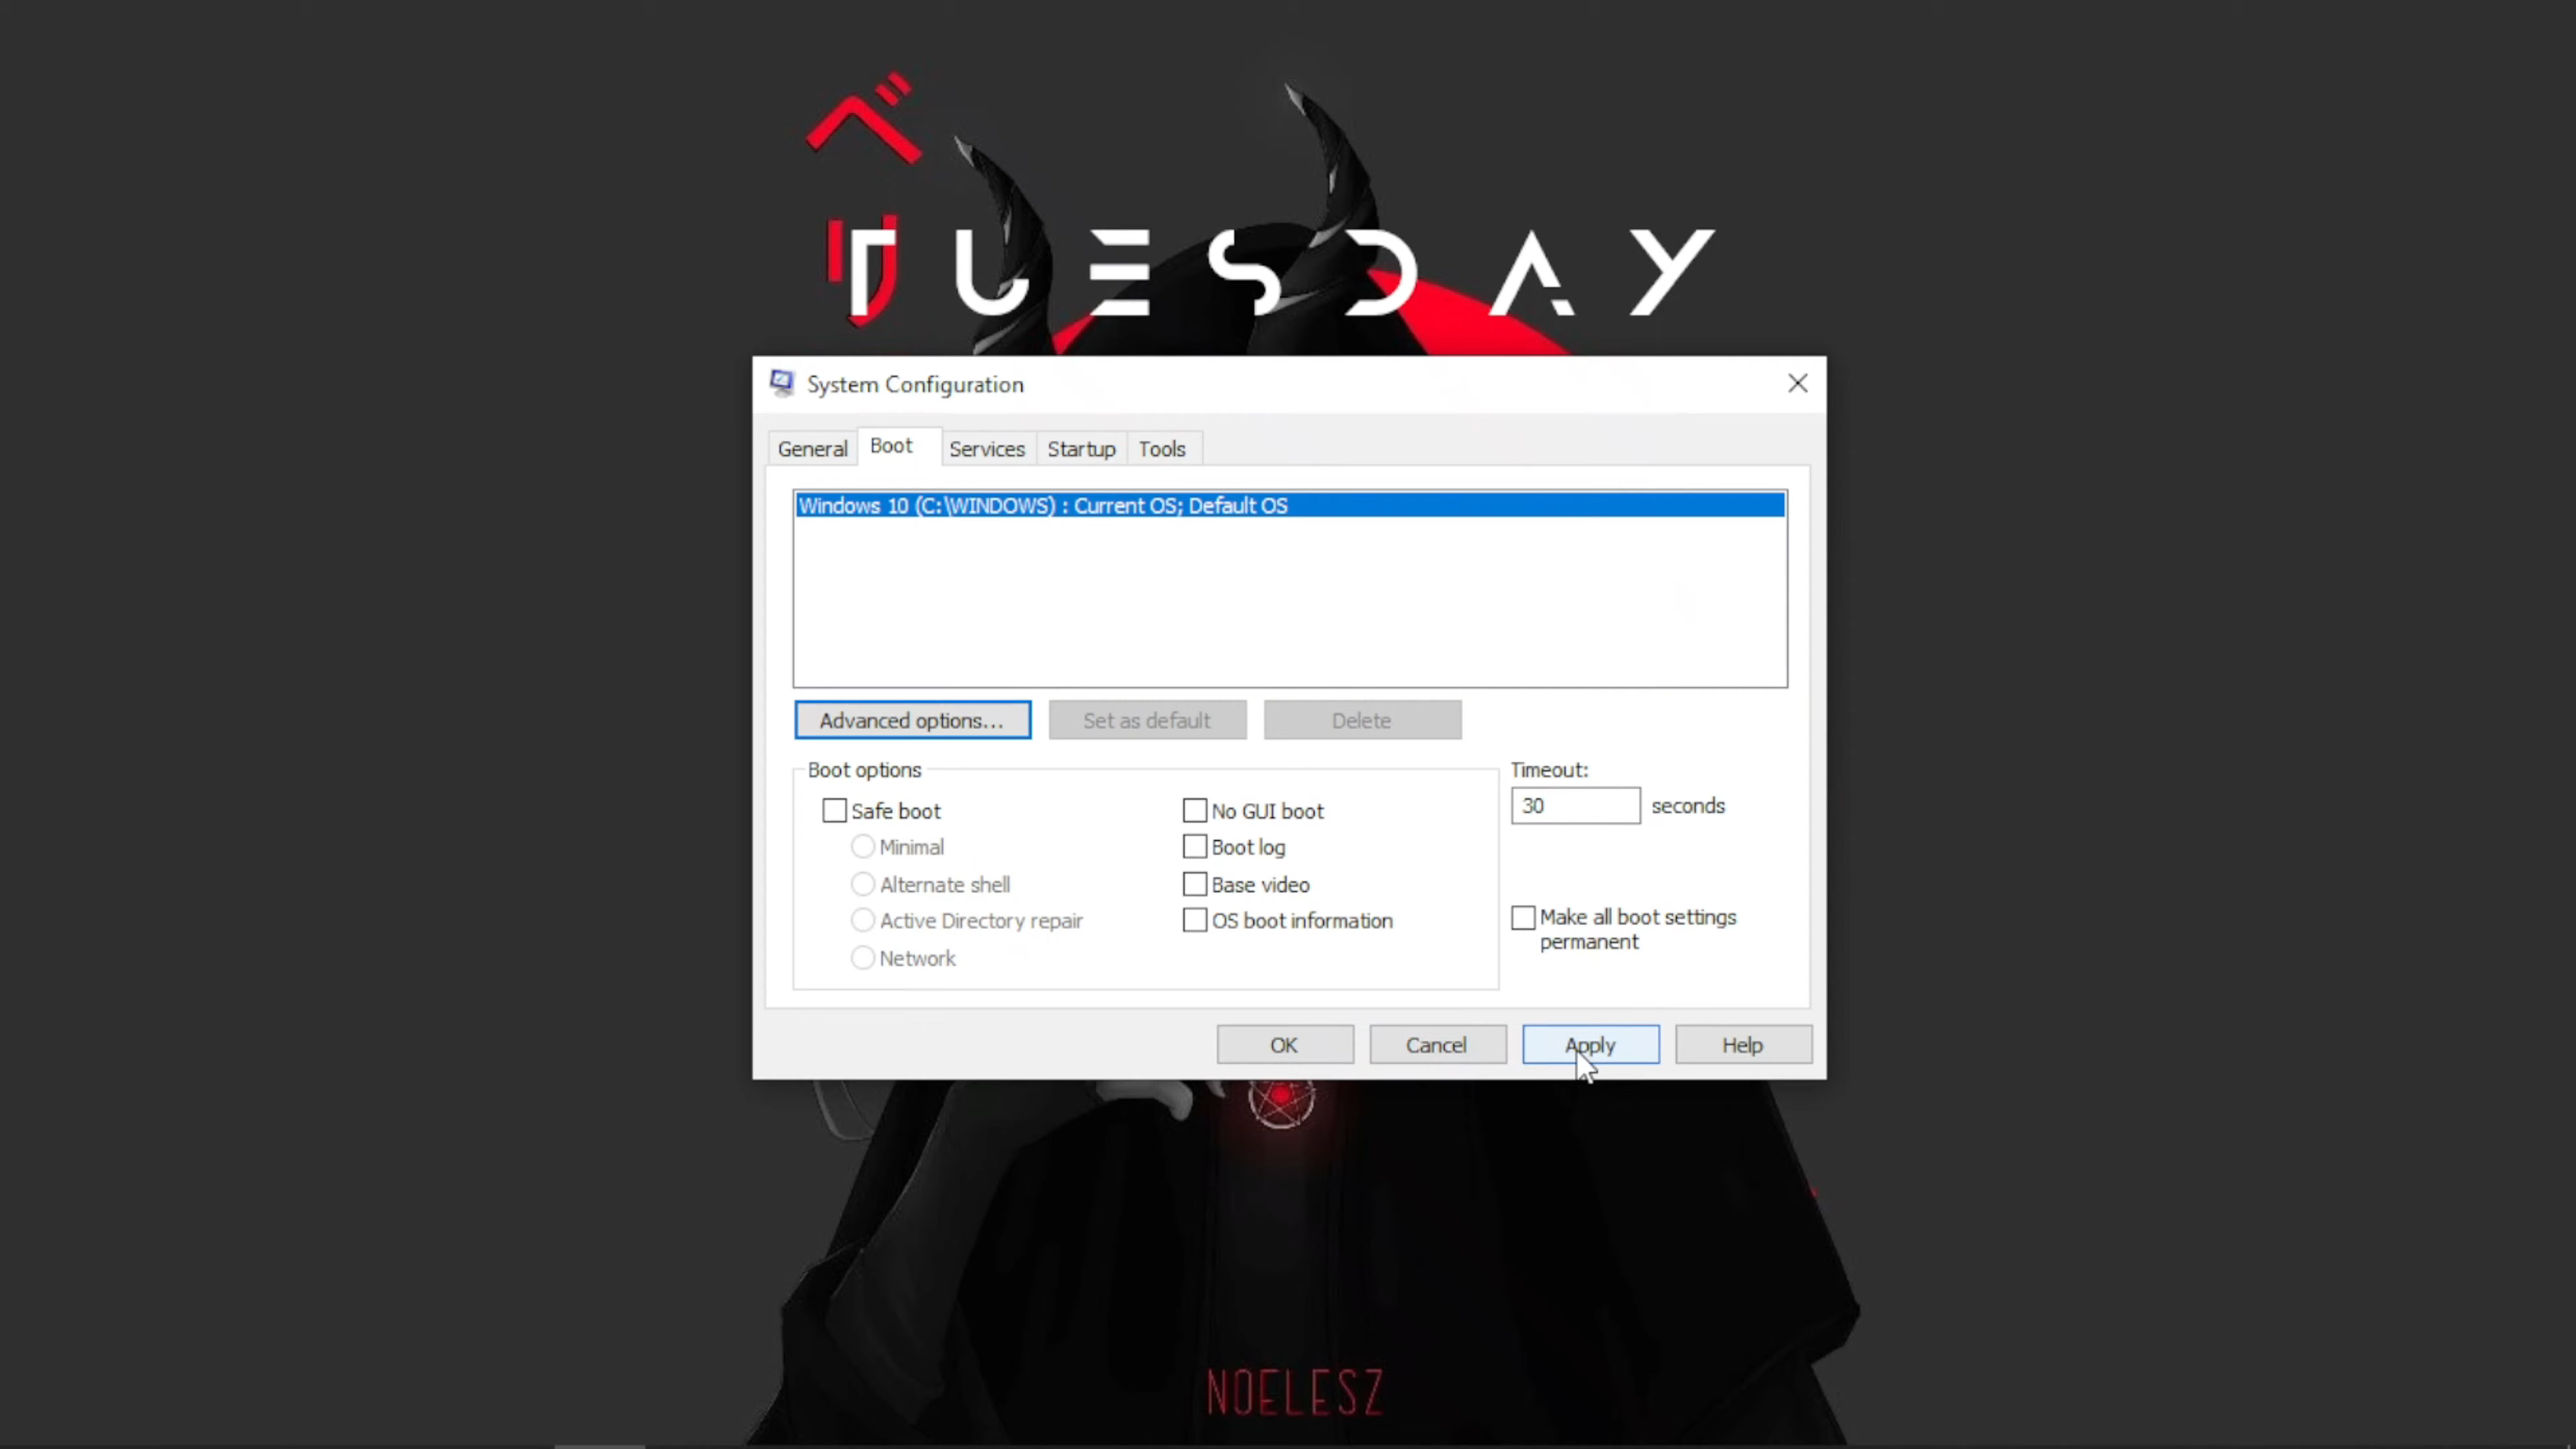 べ
リ
TUESDAY
System Configuration
General Boot Services Startup Tools
Windows 10 (C:\WINDOWS) : Current OS; Default OS
Advanced options... Set as default Delete
Boot options
Timeout:
Safe boot
No GUI boot
30 seconds
Minimal
Boot log
Alternate shell
Base video
Active Directory repair
OS boot information
Make all boot settings
permanent
Network
OK Cancel Apply Help
NOELESZ